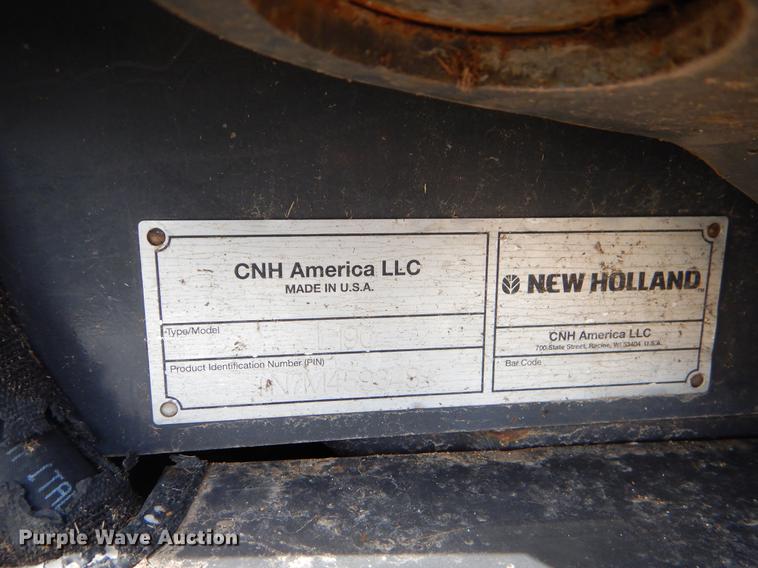 CNH America LLC
MADE IN U.S.A.
Type/Model
Product Identification Number (PIN)
NEW HOLLAND
CNH America LLC
700 State Street, Racine, WI 53404 U.S.A.
Bar Code
ITAL
Purple Wave Auction